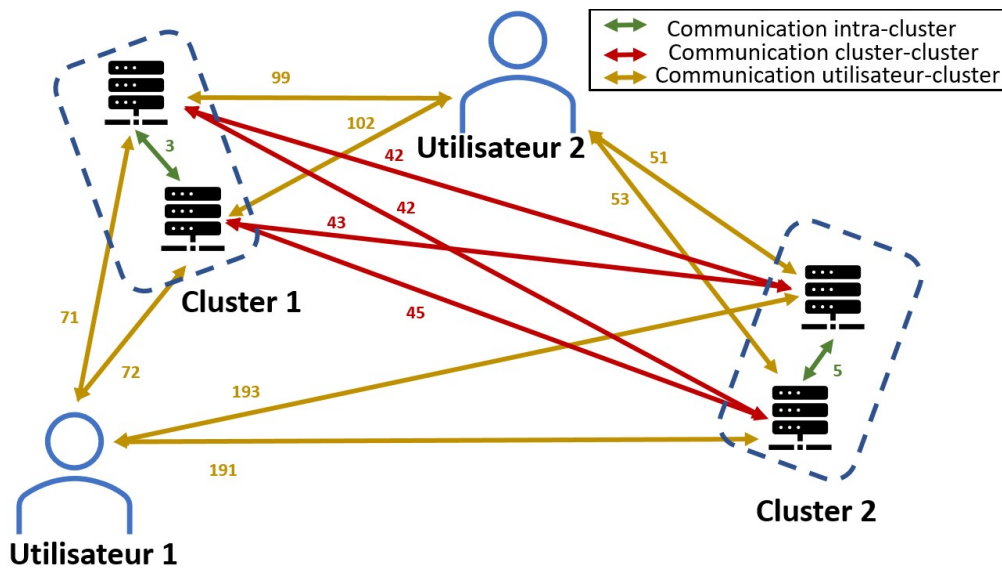 Communication intra-cluster
Communication cluster-cluster
Communication utilisateur-cluster
99
102
3
Utilisateur 2
42
51
53
42
43
Cluster 1
45
71
72
193
5
191
Cluster 2
Utilisateur 1